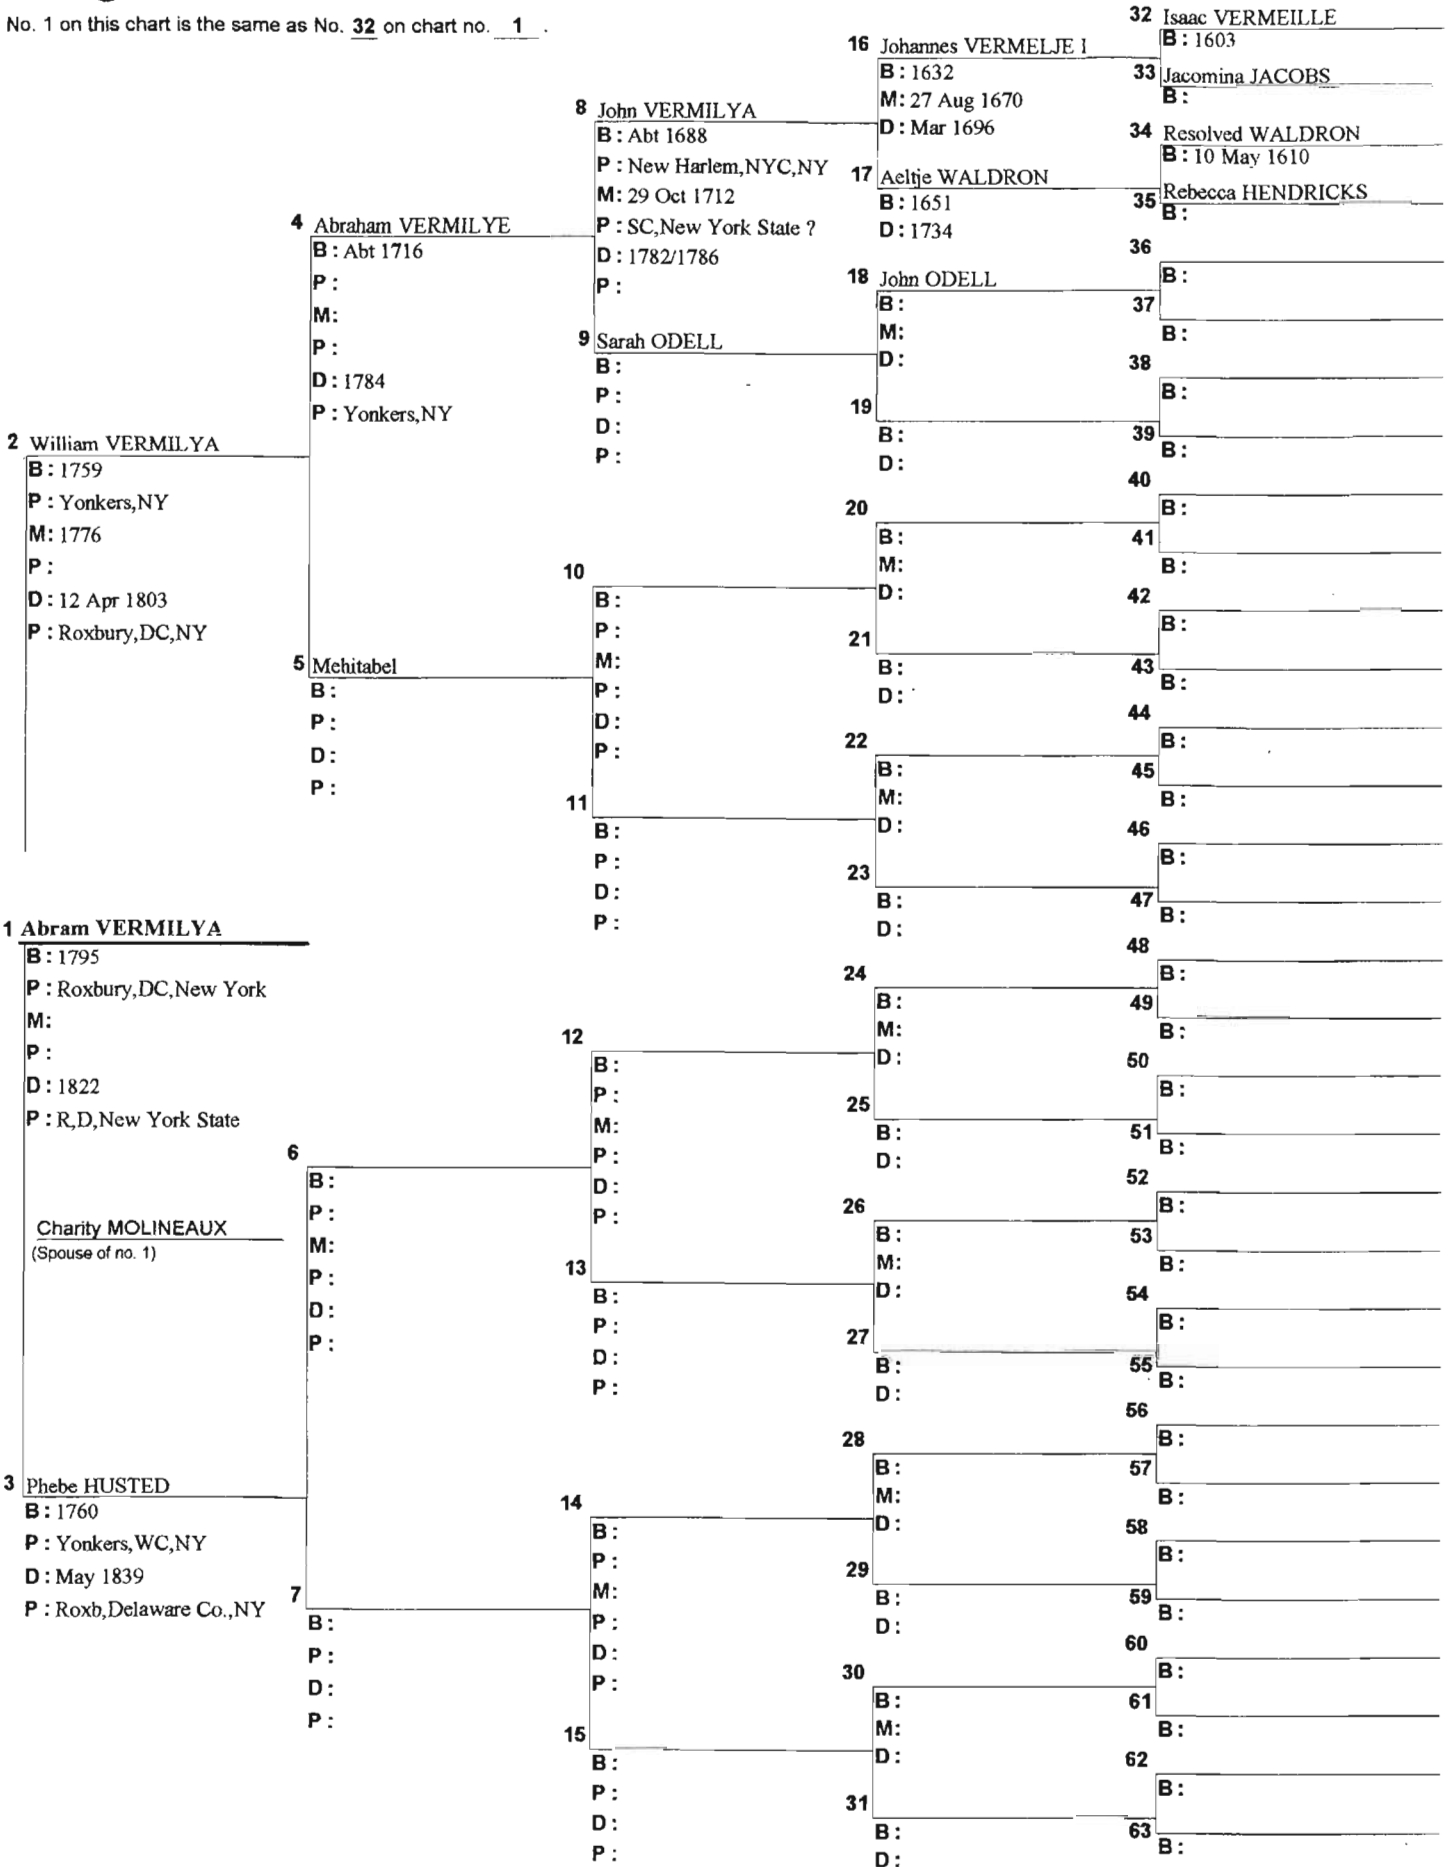 No. 1 on this chart is the same as No. 32 on chart no. 1 .
1 Abram VERMILYA
B: 1795
P: Roxbury,DC,New York
M:
P:
D: 1822
P: R,D,New York State
Charity MOLINEAUX
(Spouse of no. 1)
2 William VERMILYA
B: 1759
P: Yonkers,NY
M: 1776
P:
D: 12 Apr 1803
P: Roxbury,DC,NY
3 Phebe HUSTED
B: 1760
P: Yonkers,WC,NY
D: May 1839
P: Roxb,Delaware Co.,NY
4 Abraham VERMILYE
B: Abt 1716
P:
M:
P:
D: 1784
P: Yonkers,NY
5 Mehitabel
B:
P:
D:
P:
6
B:
P:
M:
P:
D:
P:
7
B:
P:
D:
P:
8 John VERMILYA
B: Abt 1688
P: New Harlem,NYC,NY
M: 29 Oct 1712
P: SC,New York State ?
D: 1782/1786
P:
9 Sarah ODELL
B:
P:
D:
P:
10
B:
P:
M:
P:
D:
P:
11
B:
P:
D:
P:
12
B:
P:
M:
P:
D:
P:
13
B:
P:
D:
P:
14
B:
P:
M:
P:
D:
P:
15
B:
P:
D:
P:
16 Johannes VERMELJE I
B: 1632
M: 27 Aug 1670
D: Mar 1696
17 Aeltje WALDRON
B: 1651
D: 1734
18 John ODELL
B:
M:
D:
19
B:
D:
20
B:
M:
D:
21
B:
D:
22
B:
M:
D:
23
B:
D:
24
B:
M:
D:
25
B:
D:
26
B:
M:
D:
27
B:
D:
28
B:
M:
D:
29
B:
D:
30
B:
M:
D:
31
B:
D:
32 Isaac VERMEILLE
B: 1603
33 Jacomina JACOBS
B:
34 Resolved WALDRON
B: 10 May 1610
35 Rebecca HENDRICKS
B:
36
B:
37
B:
38
B:
39
B:
40
B:
41
B:
42
B:
43
B:
44
B:
45
B:
46
B:
47
B:
48
B:
49
B:
50
B:
51
B:
52
B:
53
B:
54
B:
55
B:
56
B:
57
B:
58
B:
59
B:
60
B:
61
B:
62
B:
63
B: